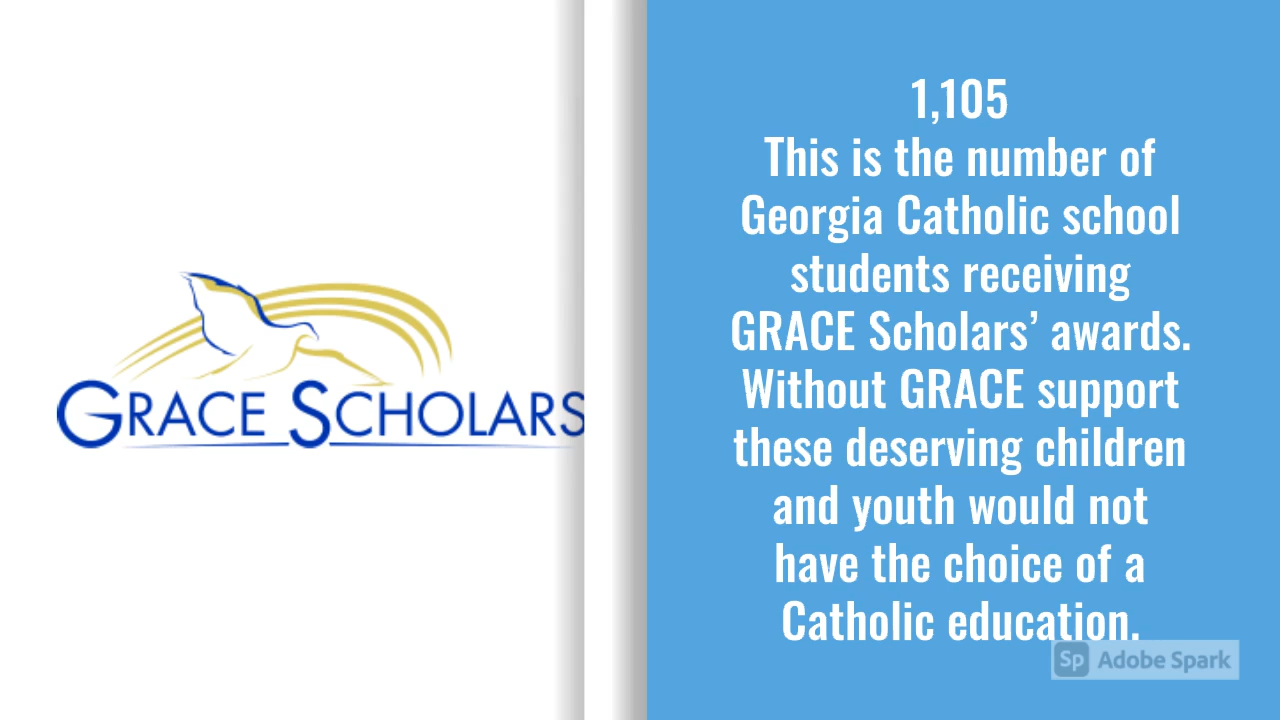 GRACE SCHOLARS
1,105
This is the number of
Georgia Catholic school
students receiving
GRACE Scholars’ awards.
Without GRACE support
these deserving children
and youth would not
have the choice of a
Catholic education.
Sp Adobe Spark